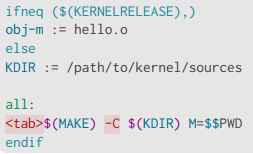 ifneq ($(KERNELRELEASE),)
obj-m := hello.o
else
KDIR := /path/to/kernel/sources
all:
<tab>$(MAKE) -C $(KDIR) M=$$PWD
endif